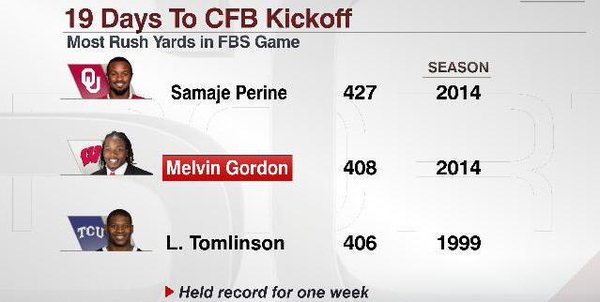 19 Days To CFB Kickoff
Most Rush Yards in FBS Game
SEASON
OU
Samaje Perine 427 2014
W
Melvin Gordon 408 2014
TCU
L. Tomlinson 406 1999
Held record for one week